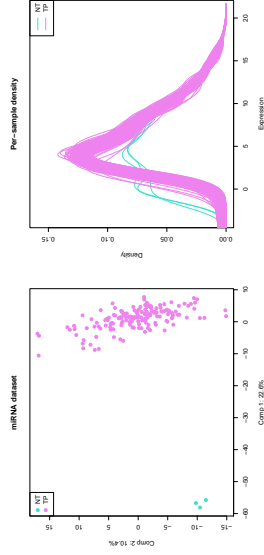 miRNA dataset
NT
TP
15
10
5
0
−5
−10
−15
Comp 2: 10.4%
−60
−50
−40
−30
−20
−10
0
10
Comp 1: 22.6%
Per−sample density
NT
TP
0.15
0.10
0.05
0.00
Density
0
5
10
15
20
Expression